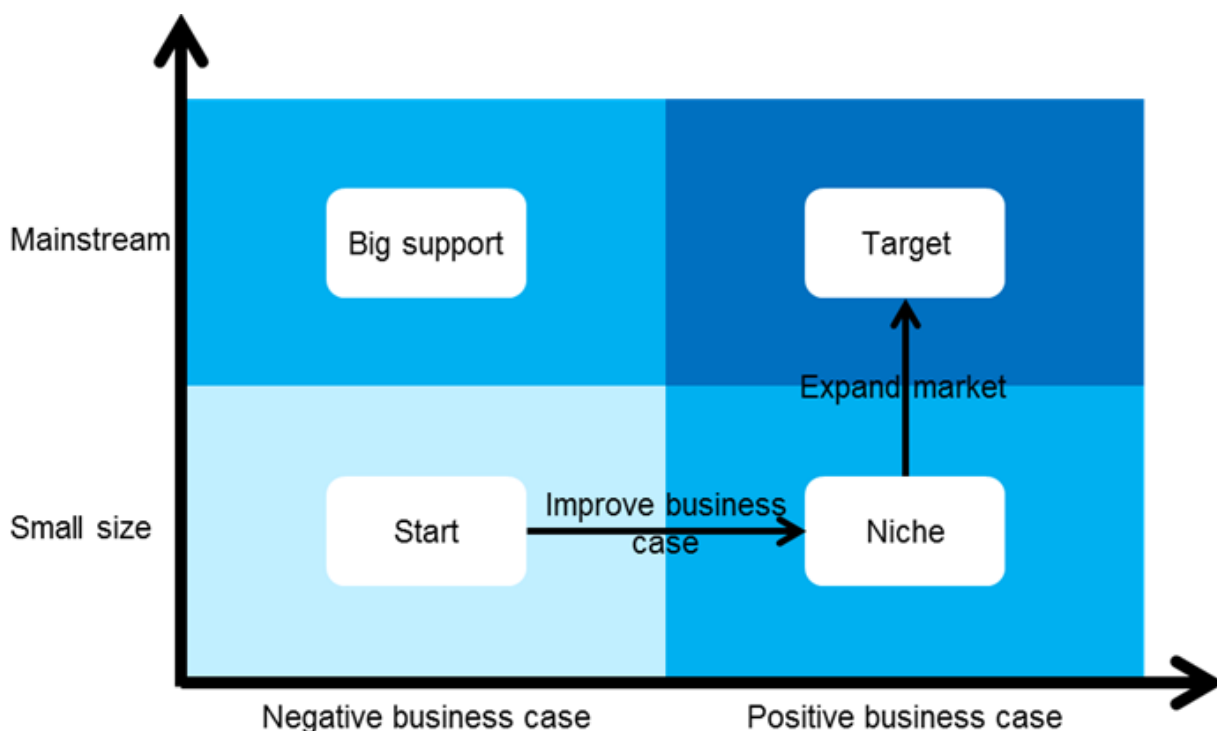 Mainstream
Big support
Target
Expand market
Small size
Start
Improve business
case
Niche
Negative business case
Positive business case